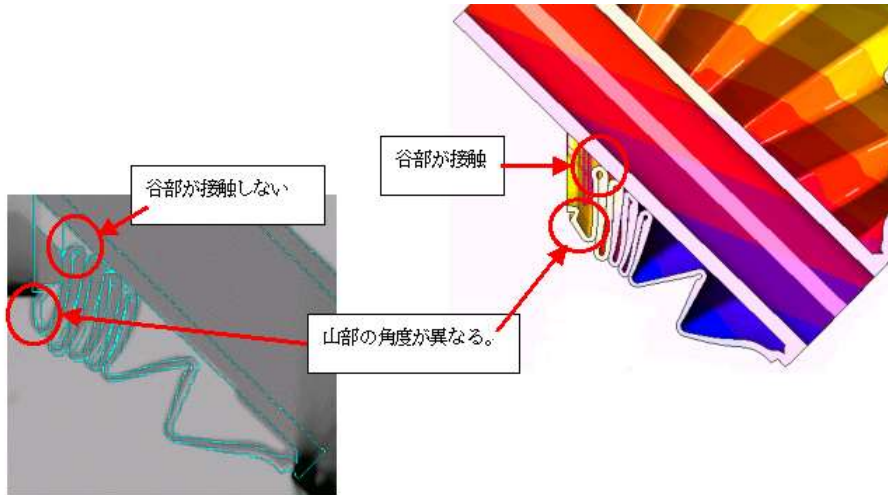 谷部が接触
谷部が接触しない
山部の角度が異なる。